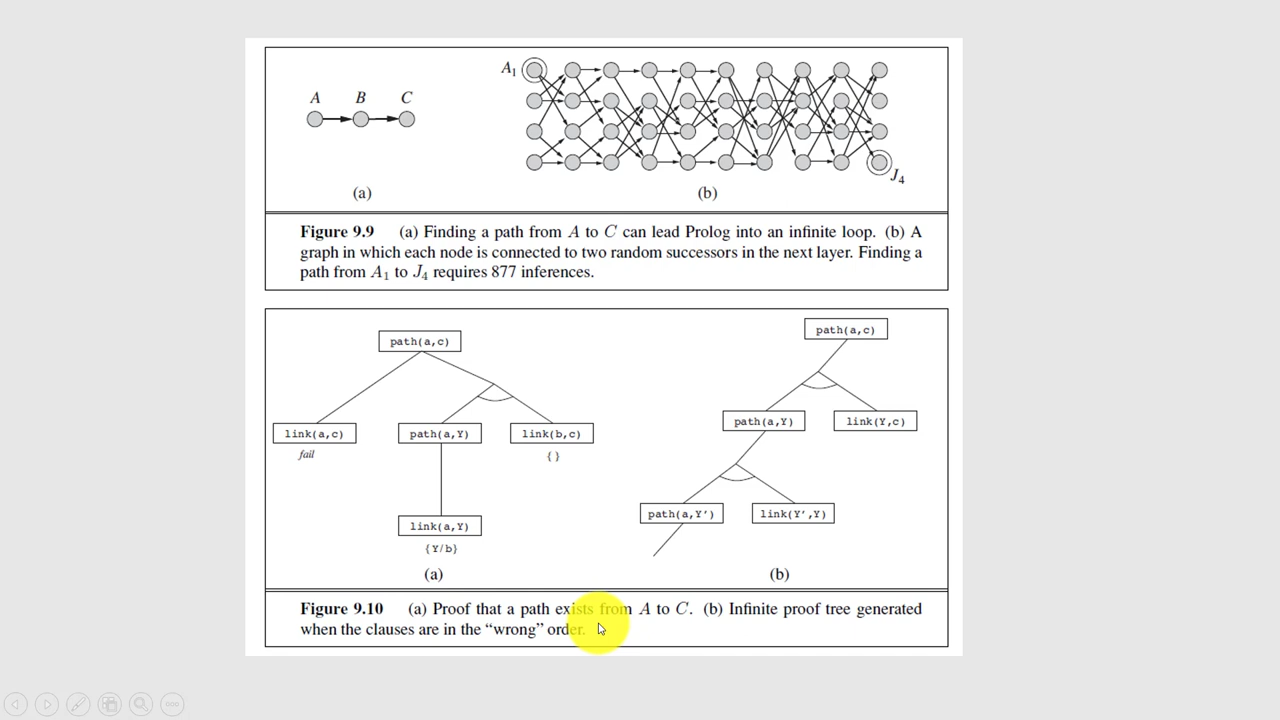 A B C
(a)
A1
J4
(b)
Figure 9.9 (a) Finding a path from A to C can lead Prolog into an infinite loop. (b) A
graph in which each node is connected to two random successors in the next layer. Finding a
path from A1 to J4 requires 877 inferences.
path(a,c)
link(a,c)
fail
path(a,Y)
link(b,c)
{ }
link(a,Y)
{Y/b}
(a)
path(a,c)
path(a,Y)
link(Y,c)
path(a,Y')
link(Y',Y)
(b)
Figure 9.10 (a) Proof that a path exists from A to C. (b) Infinite proof tree generated
when the clauses are in the “wrong” order.